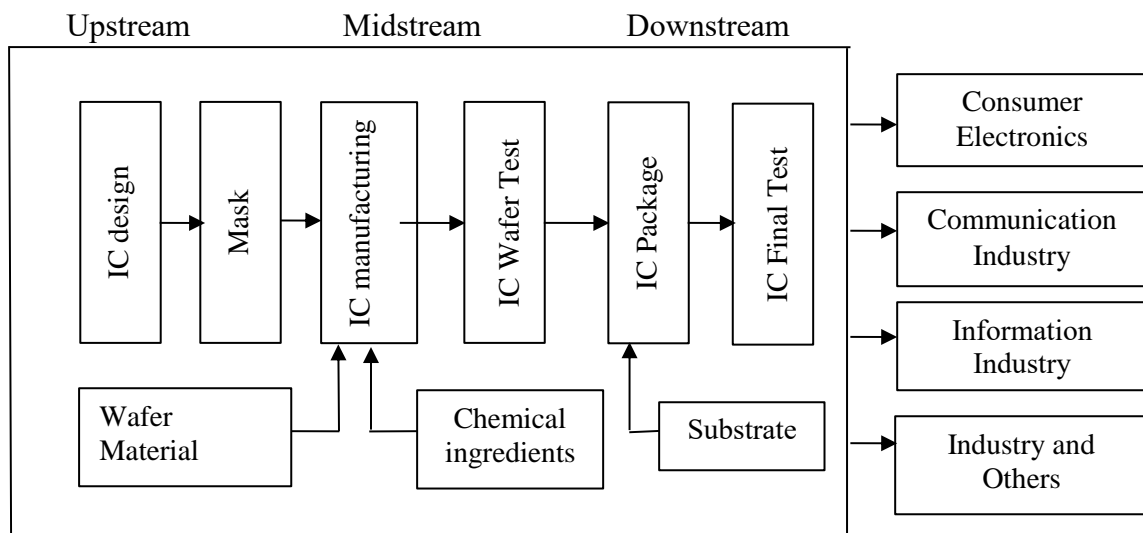 Upstream
Midstream
Downstream
IC design
Mask
IC manufacturing
IC Wafer Test
IC Package
IC Final Test
Wafer
Material
Chemical
ingredients
Substrate
Consumer
Electronics
Communication
Industry
Information
Industry
Industry and
Others